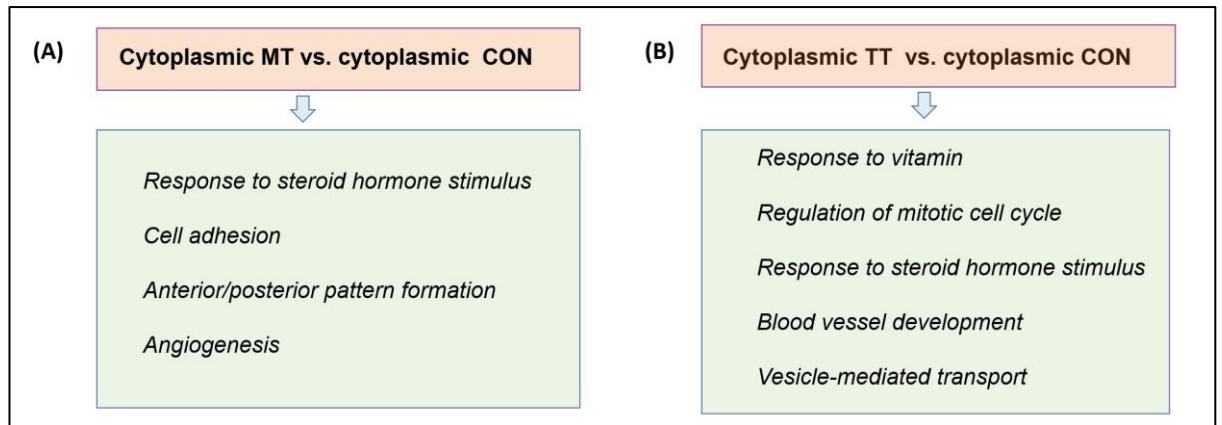 (A)
Cytoplasmic MT vs. cytoplasmic CON
Response to steroid hormone stimulus
Cell adhesion
Anterior/posterior pattern formation
Angiogenesis
(B)
Cytoplasmic TT vs. cytoplasmic CON
Response to vitamin
Regulation of mitotic cell cycle
Response to steroid hormone stimulus
Blood vessel development
Vesicle-mediated transport